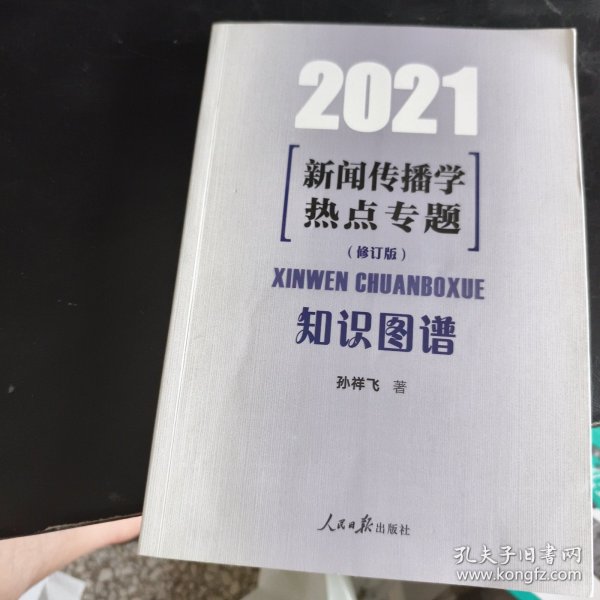 2021
新闻传播学
热点专题
（修订版）
XINWEN CHUANBOXUE
知识图谱
孙祥飞 著
人民日报出版社
孔夫子旧书网
www.kongfz.com